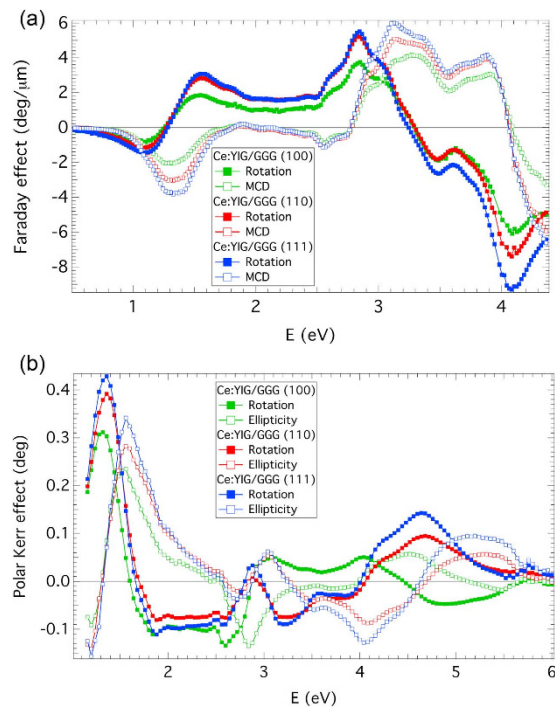 (a)
6
4
2
0
-2
-4
-6
-8
Faraday effect (deg/μm)
Ce:YIG/GGG (100)
Rotation
MCD
Ce:YIG/GGG (110)
Rotation
MCD
Ce:YIG/GGG (111)
Rotation
MCD
1 2 3 4
E (eV)
(b)
0.4
0.3
0.2
0.1
0.0
-0.1
Polar Kerr effect (deg)
Ce:YIG/GGG (100)
Rotation
Ellipticity
Ce:YIG/GGG (110)
Rotation
Ellipticity
Ce:YIG/GGG (111)
Rotation
Ellipticity
2 3 4 5 6
E (eV)